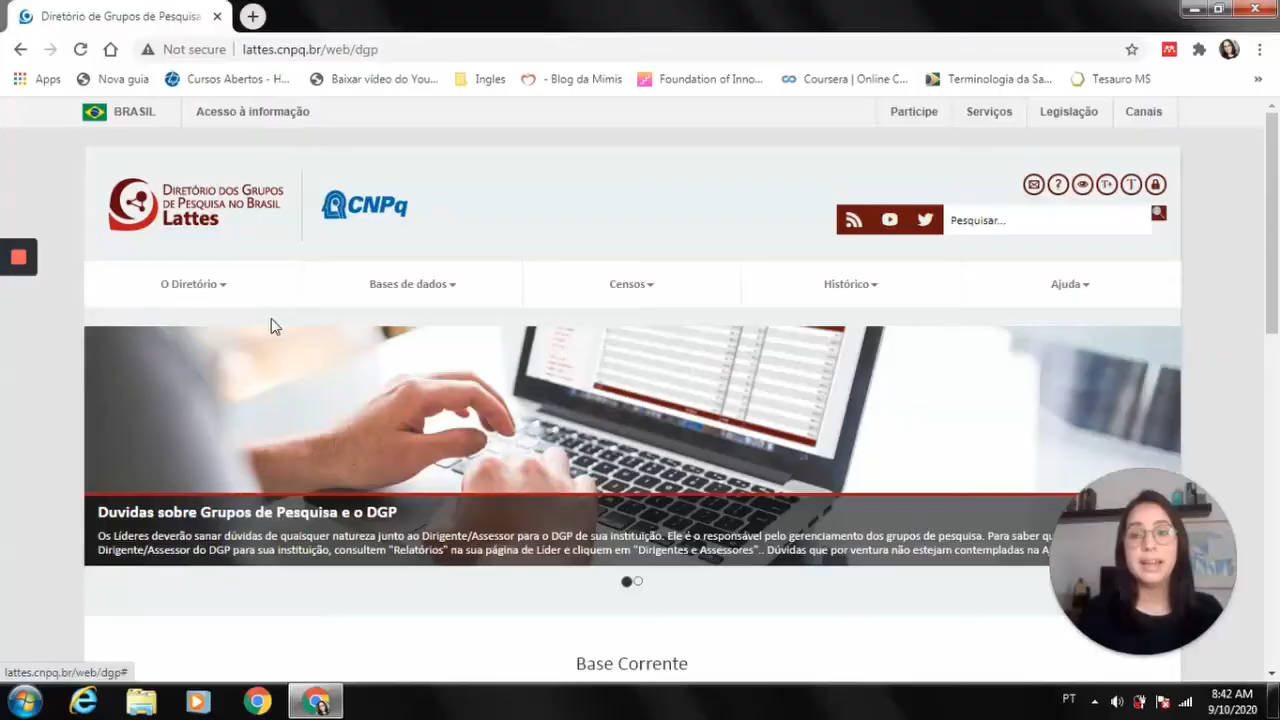 Diretório de Grupos de Pesquisa
Not secure
lattes.cnpq.br/web/dgp
Apps
Nova guia
Cursos Abertos - H...
Baixar vídeo do You...
Ingles
- Blog da Mimis
Foundation of Inno...
Coursera | Online C...
Terminologia da Sa...
Tesauro MS
BRASIL
Acesso à informação
Participe
Serviços
Legislação
Canais
DIRETÓRIO DOS GRUPOS
DE PESQUISA NO BRASIL
Lattes
CNPq
Pesquisar...
O Diretório
Bases de dados
Censos
Histórico
Ajuda
Duvidas sobre Grupos de Pesquisa e o DGP
Os Líderes deverão sanar dúvidas de quaisquer natureza junto ao Dirigente/Assessor para o DGP de sua instituição. Ele é o responsável pelo gerenciamento dos grupos de pesquisa. Para saber qu
Dirigente/Assessor do DGP para sua instituição, consultem "Relatórios" na sua página de Líder e cliquem em "Dirigentes e Assessores".. Dúvidas que por ventura não estejam contempladas na A
Base Corrente
lattes.cnpq.br/web/dgp#
PT
8:42 AM
9/10/2020